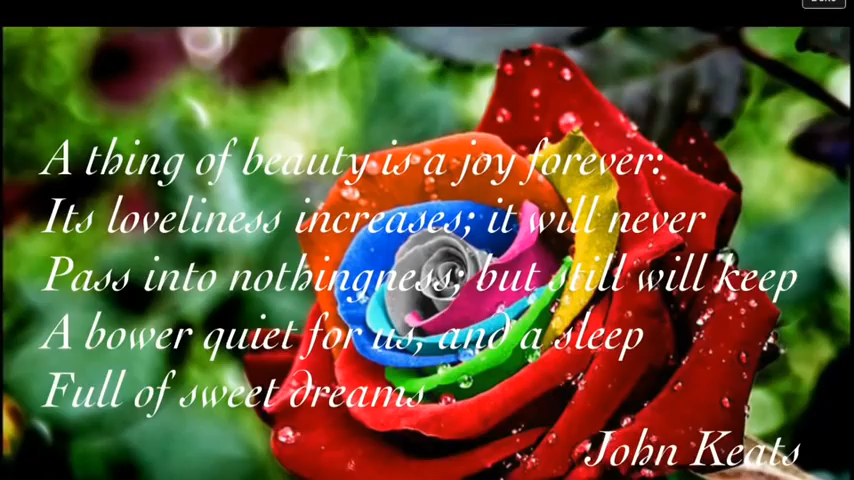 A thing of beauty is a joy forever:
Its loveliness increases; it will never
Pass into nothingness; but still will keep
A bower quiet for us, and a sleep
Full of sweet dreams
John Keats